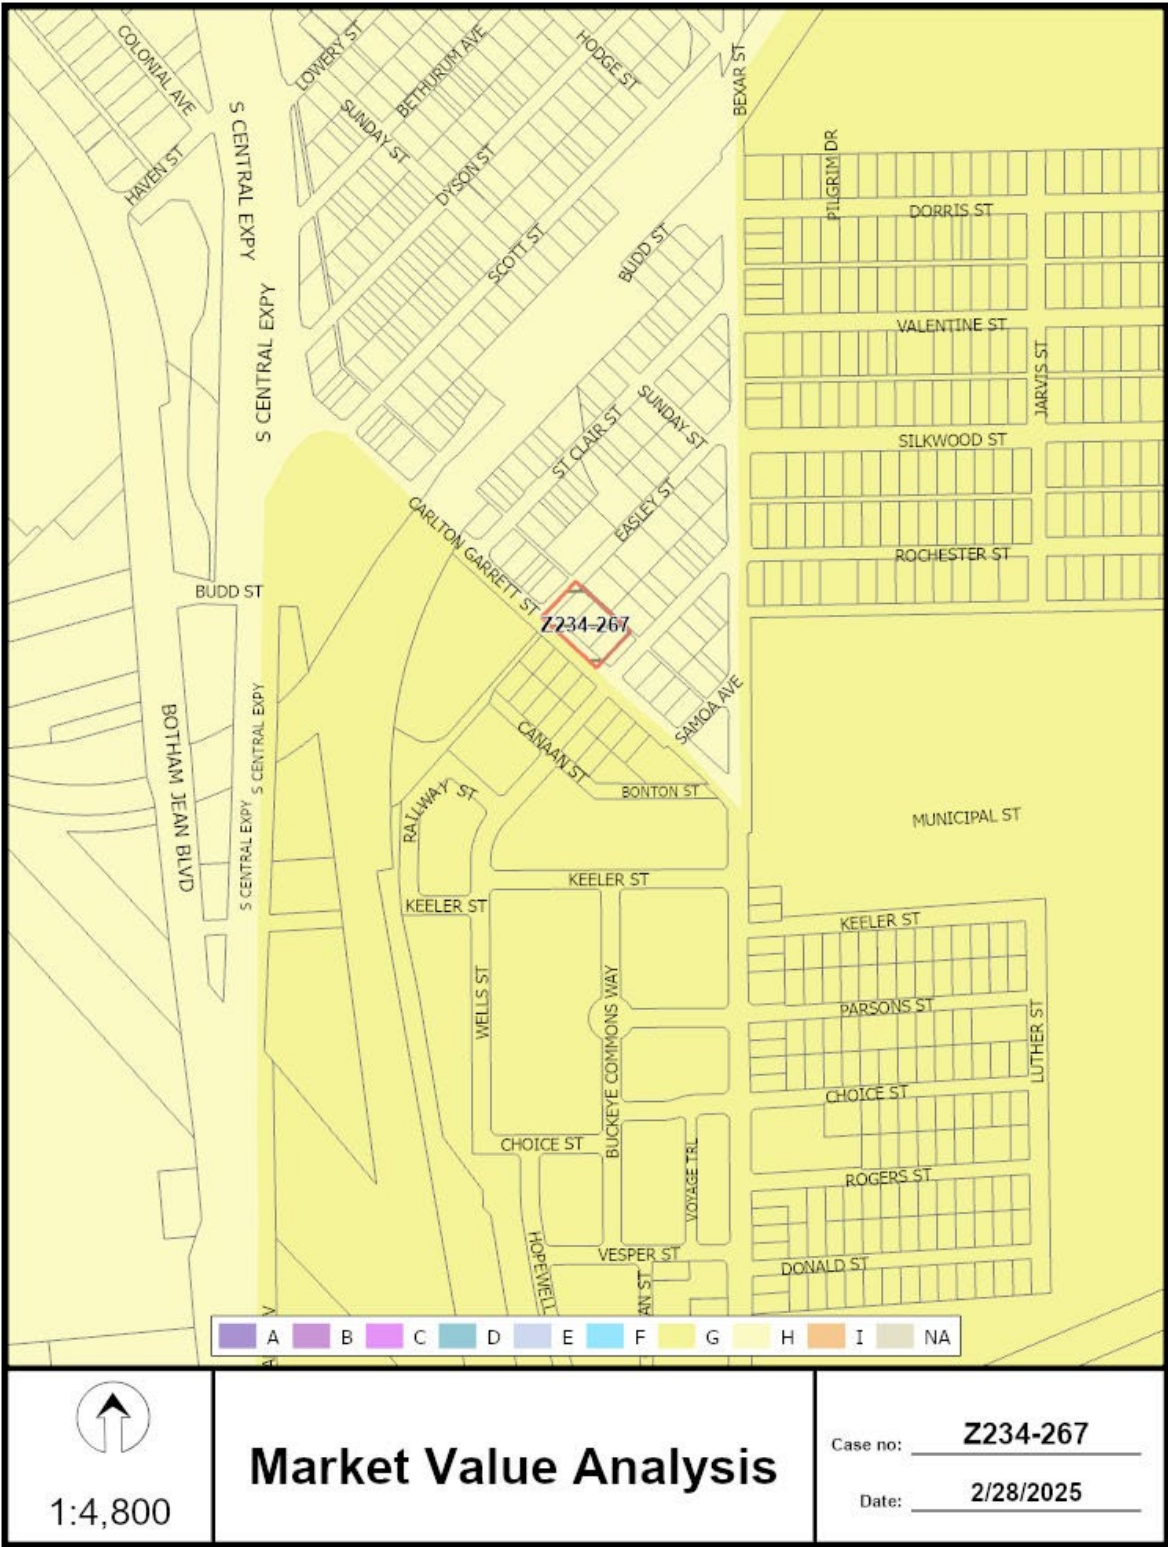 COLONIAL AVE
LOWERY ST
BETHURUM AVE
HODGE ST
BEXAR ST
S CENTRAL EXPY
SUNDAY ST
HAVEN ST
DYSON ST
PILGRIM DR
DORRIS ST
SCOTT ST
BUDD ST
S CENTRAL EXPY
VALENTINE ST
JARVIS ST
SUNDAY ST
ST CLAIR ST
SILKWOOD ST
EASLEY ST
CARLTON GARRETT ST
ROCHESTER ST
BUDD ST
Z234-267
SAMOA AVE
S CENTRAL EXPY
BOTHAM JEAN BLVD
CANAAN ST
BONTON ST
RAILWAY ST
MUNICIPAL ST
S CENTRAL EXPY
KEELER ST
KEELER ST
KEELER ST
WELLS ST
BUCKEYE COMMONS WAY
PARSONS ST
LUTHER ST
CHOICE ST
CHOICE ST
VOYAGE TRL
ROGERS ST
HOPEWELL
VESPER ST
DONALD ST
AN ST
A B C D E F G H I NA
1:4,800
Market Value Analysis
Case no: Z234-267
Date: 2/28/2025